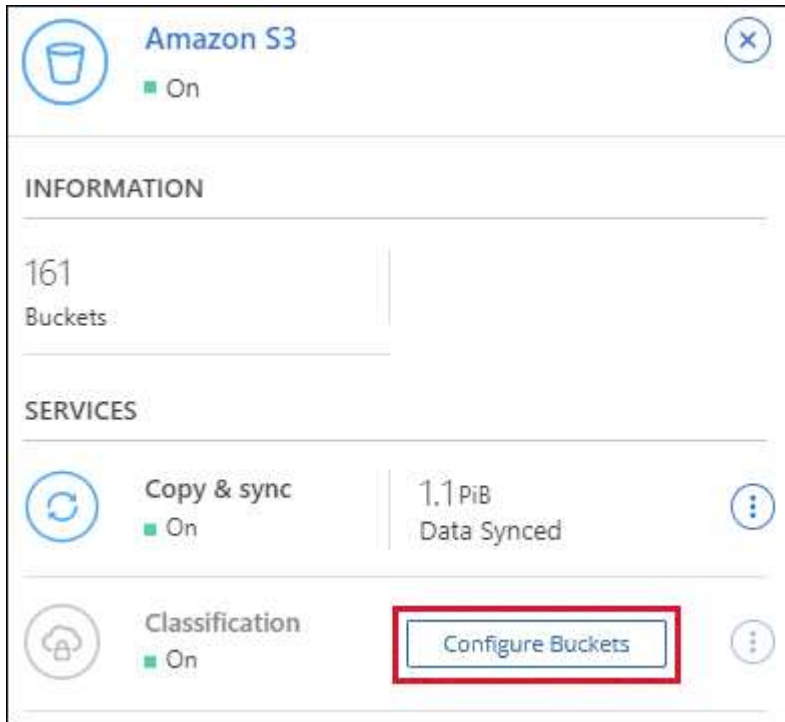 Amazon S3
On
INFORMATION
161
Buckets
SERVICES
Copy & sync
On
1.1 PiB
Data Synced
Classification
On
Configure Buckets